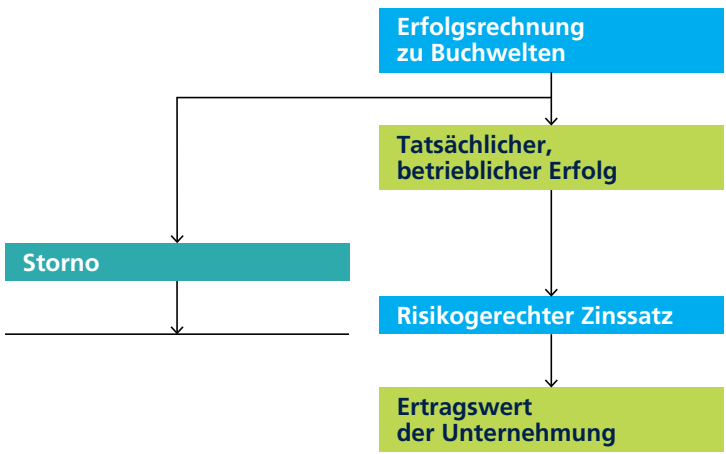 Erfolgsrechnung
zu Buchwelten
Tatsächlicher,
betrieblicher Erfolg
Storno
Risikogerechter Zinssatz
Ertragswert
der Unternehmung